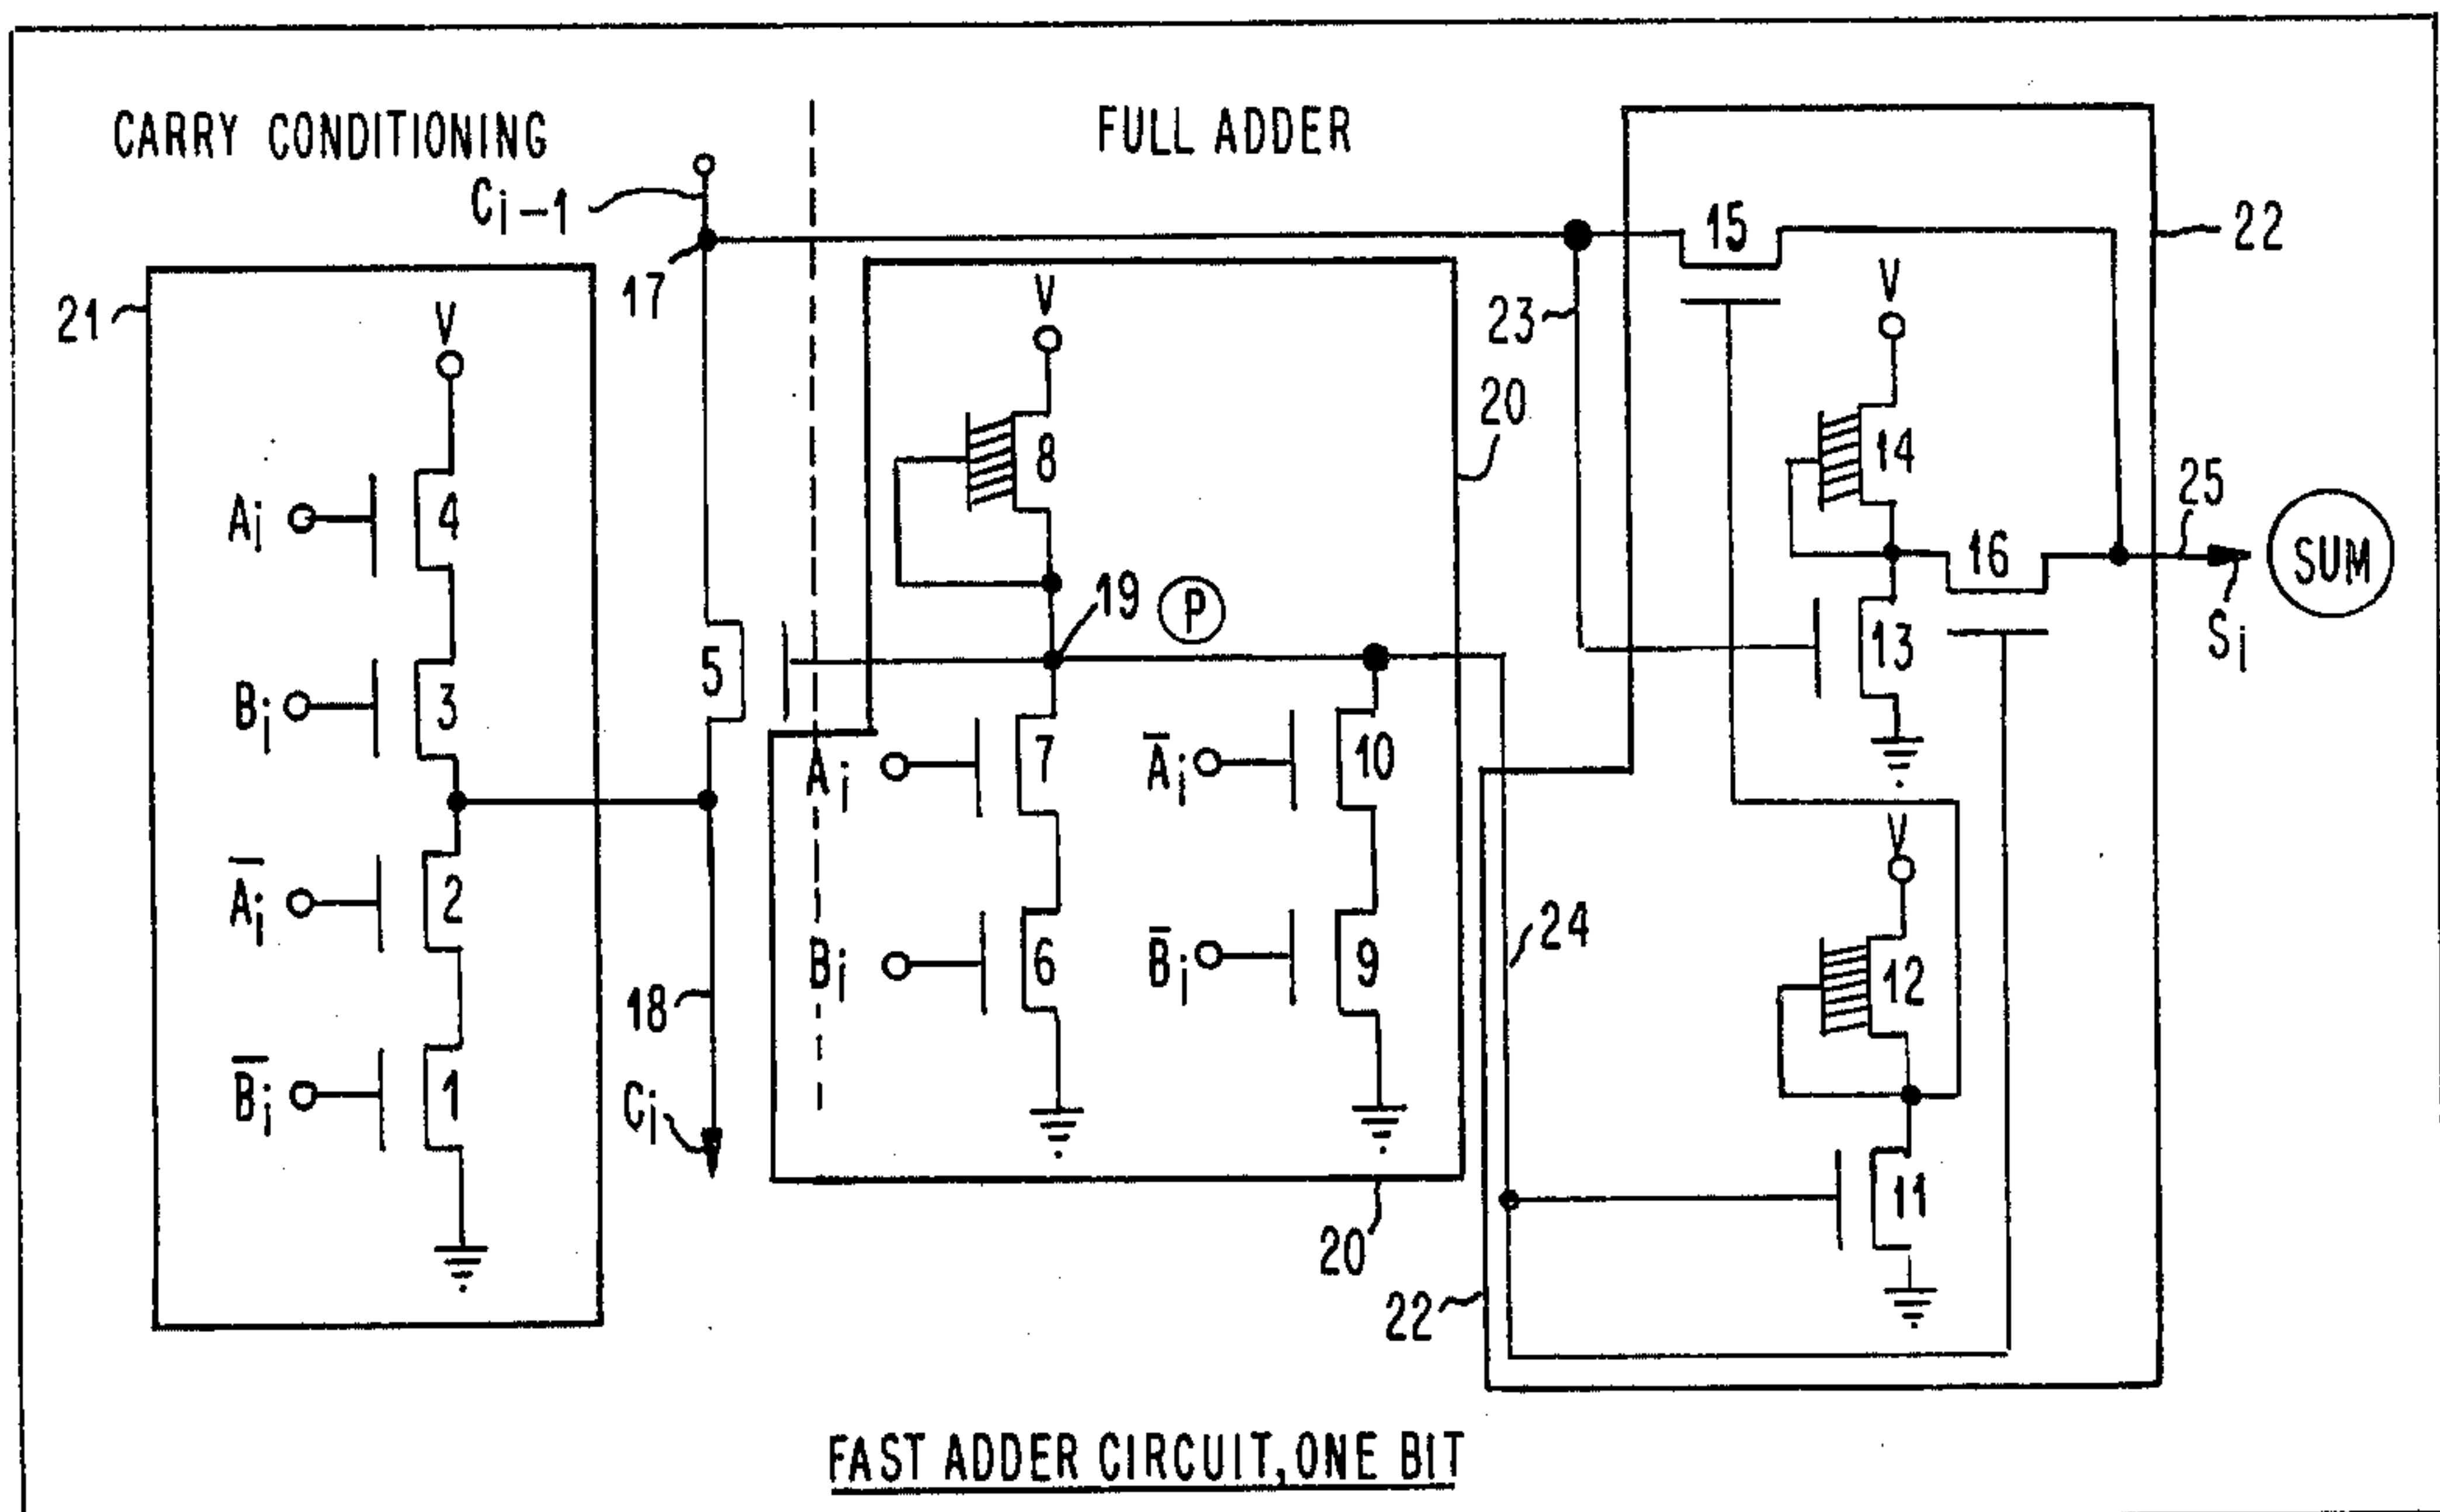 CARRY CONDITIONING
FULL ADDER
Ci-1
17
21
V
Ai
4
Bi
3
A̅i
2
B̅i
1
5
18
Ci
V
8
19
P
20
Ai
7
Bi
6
A̅i
10
B̅i
9
20
22
15
23
V
14
13
16
25
SUM
Si
V
12
24
11
22
FAST ADDER CIRCUIT, ONE BIT